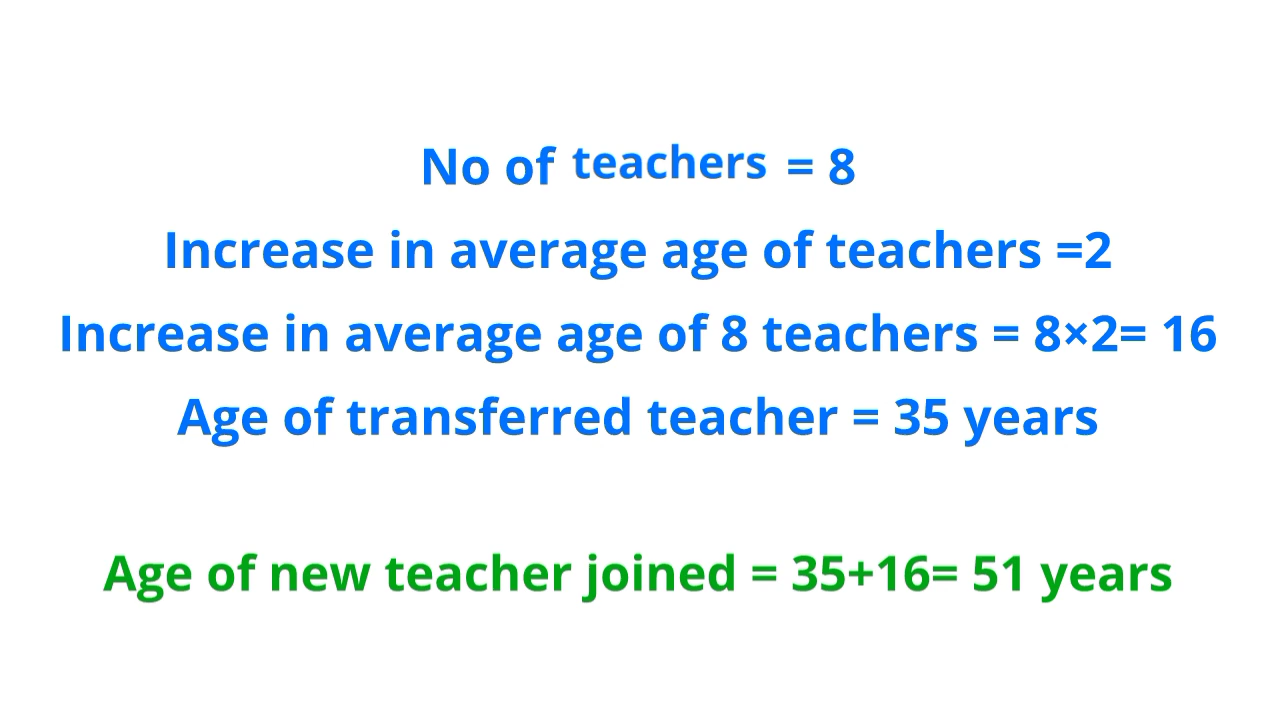 No of teachers = 8
Increase in average age of teachers =2
Increase in average age of 8 teachers = 8×2= 16
Age of transferred teacher = 35 years
Age of new teacher joined = 35+16= 51 years